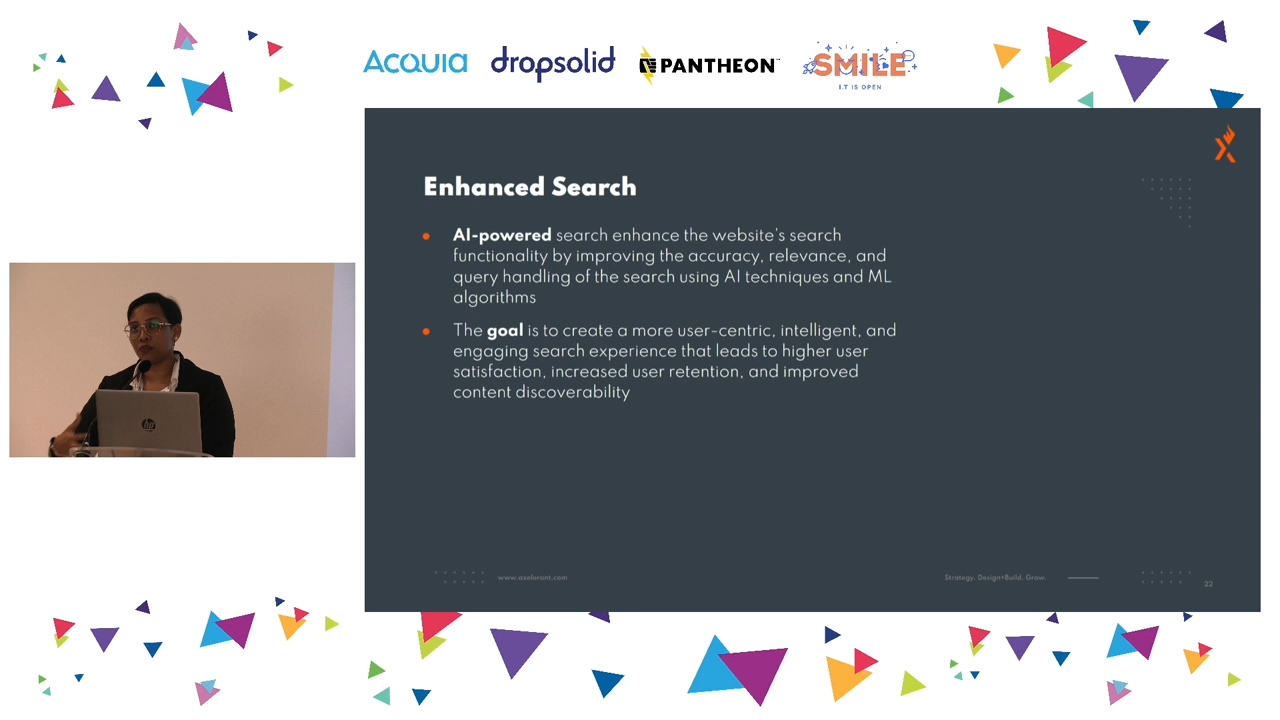 ACQUIA dropsolid PANTHEON SMILE
I.T IS OPEN
Enhanced Search
AI-powered search enhance the website's search
functionality by improving the accuracy, relevance, and
query handling of the search using AI techniques and ML
algorithms
The goal is to create a more user-centric, intelligent, and
engaging search experience that leads to higher user
satisfaction, increased user retention, and improved
content discoverability
hp
www.axelerant.com
Strategy. Design+Build. Grow.
22